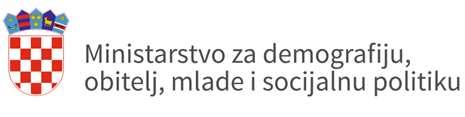 Ministarstvo za demografiju,
obitelj, mlade i socijalnu politiku